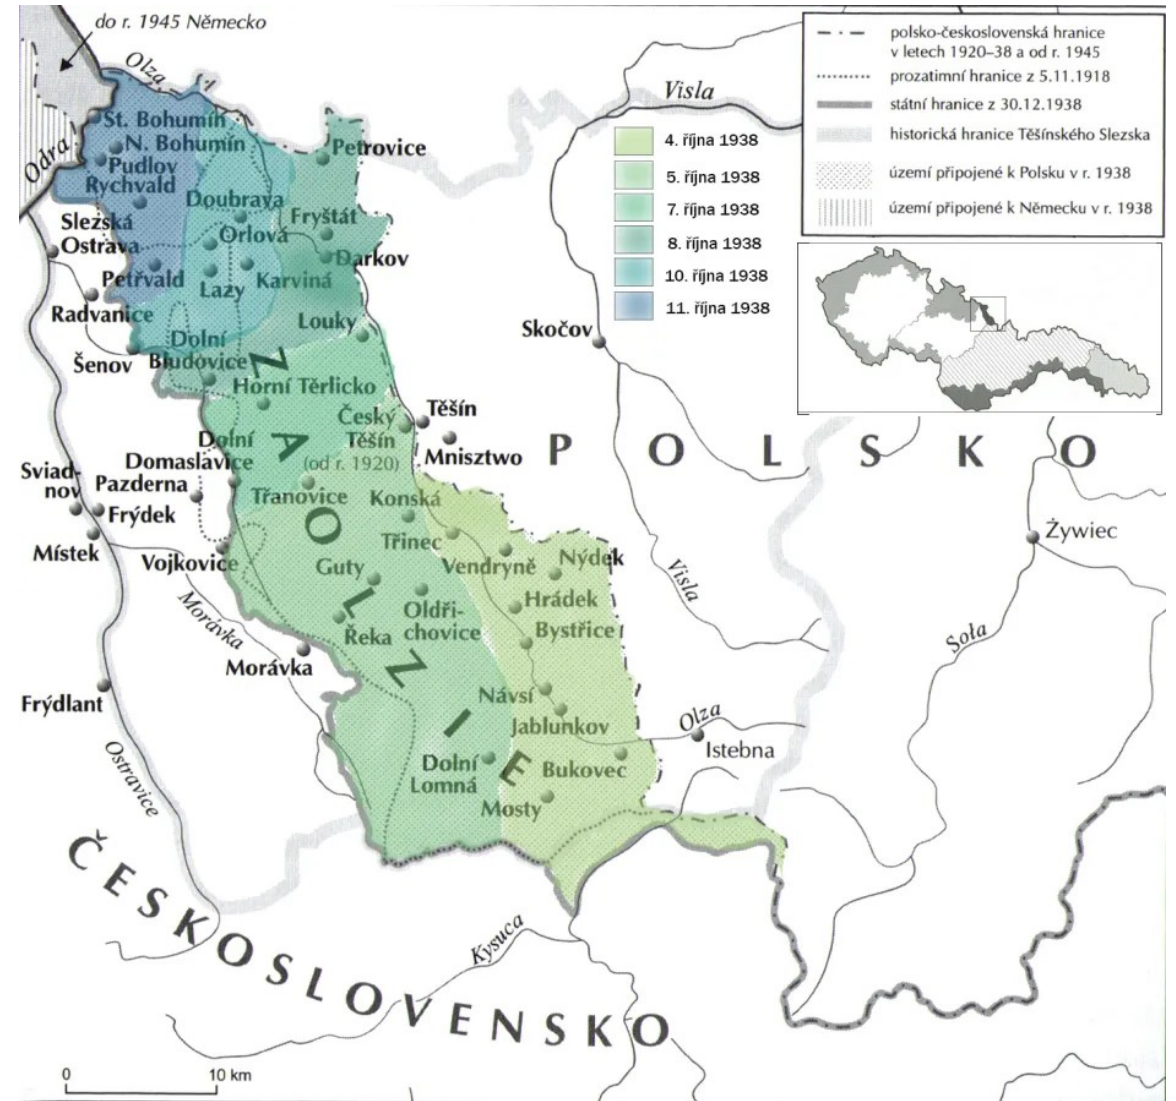 do r. 1945 Německo
polsko-československá hranice
v letech 1920–38 a od r. 1945
prozatimní hranice z 5.11.1918
státní hranice z 30.12.1938
historická hranice Těšínského Slezska
území připojené k Polsku v r. 1938
území připojené k Německu v r. 1938
4. října 1938
5. října 1938
7. října 1938
8. října 1938
10. října 1938
11. října 1938
Olza
Visla
Odra
St. Bohumín
N. Bohumín
Pudlov
Rychvald
Petrovice
Doubrava
Fryštát
Slezská
Ostrava
Orlová
Darkov
Petřvald
Lazy
Karviná
Radvanice
Louky
Skočov
Šenov
Dolní
Bludovice
Horní Těrlicko
Český
Těšín
(od r. 1920)
Těšín
Mnisztwo
POLSKO
ZAOLZIE
Dolní
Domaslavice
Sviad-
nov
Pazderna
Třanovice
Konská
Frýdek
Místek
Třinec
Żywiec
Vojkovice
Vendryně
Nýdek
Guty
Hrádek
Visla
Oldři-
chovice
Morávka
Řeka
Bystřice
Soła
Morávka
Frýdlant
Návsí
Jablunkov
Olza
Istebna
Ostravice
Dolní
Lomná
Bukovec
Mosty
ČESKOSLOVENSKO
Kysuca
0 10 km